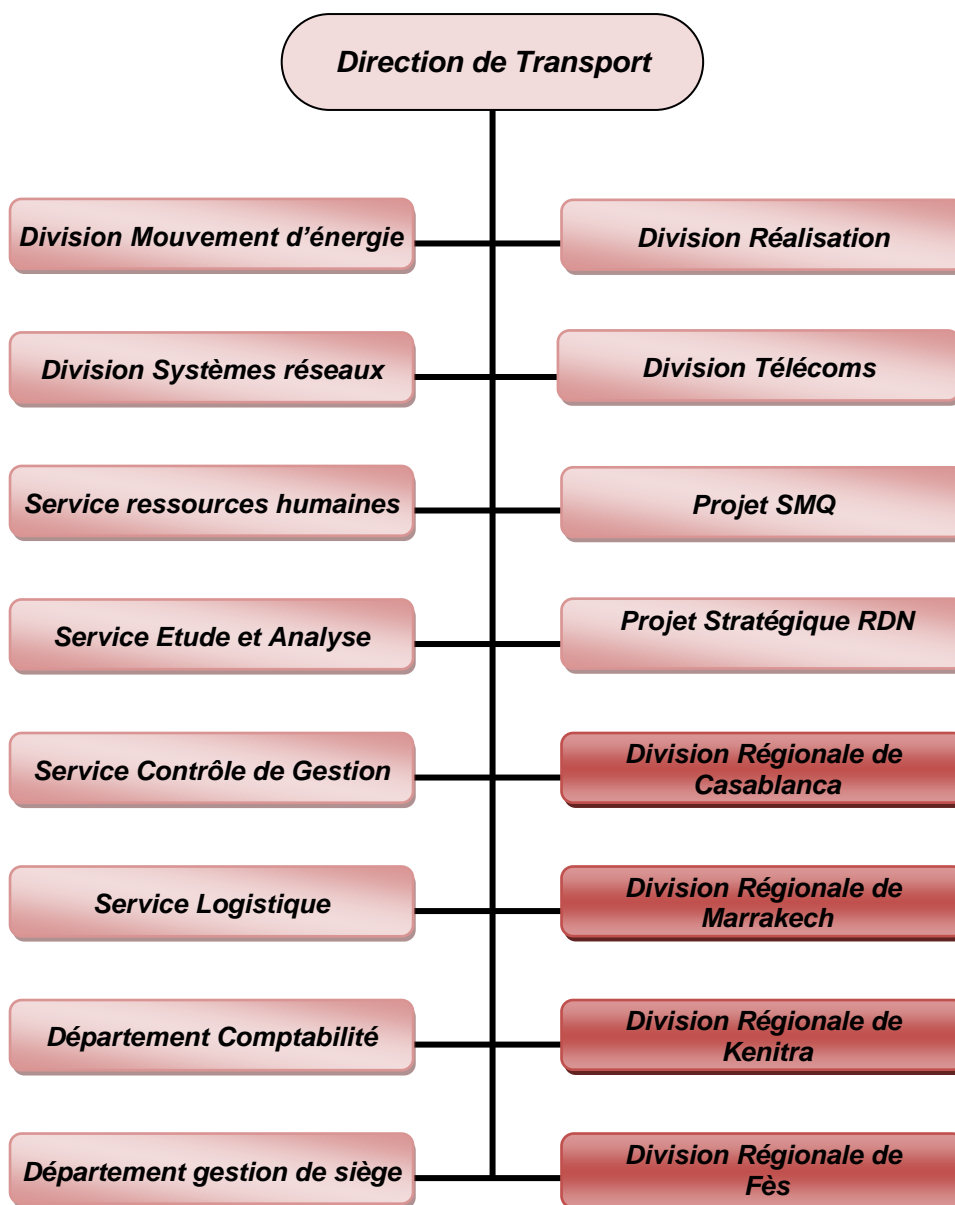 Direction de Transport
Division Mouvement d'énergie
Division Réalisation
Division Systèmes réseaux
Division Télécoms
Service ressources humaines
Projet SMQ
Service Etude et Analyse
Projet Stratégique RDN
Service Contrôle de Gestion
Division Régionale de
Casablanca
Service Logistique
Division Régionale de
Marrakech
Département Comptabilité
Division Régionale de
Kenitra
Département gestion de siège
Division Régionale de
Fès